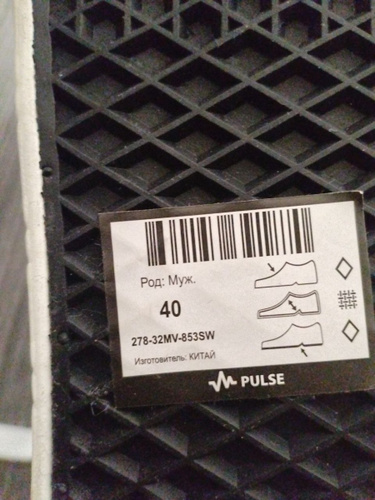 Род: Муж.
40
278-32MV-853SW
Изготовитель: КИТАЙ
PULSE